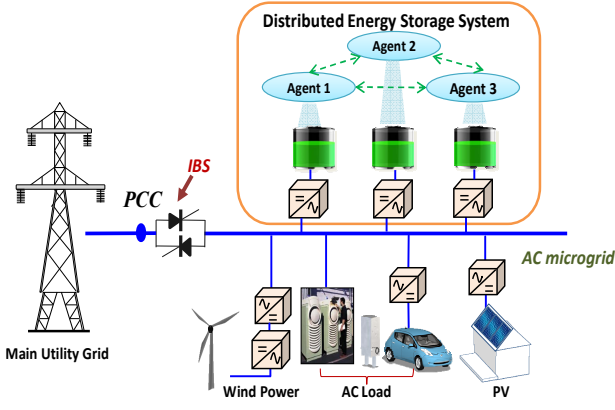 Distributed Energy Storage System
Agent 2
Agent 1
Agent 3
IBS
PCC
AC microgrid
Main Utility Grid
Wind Power
AC Load
PV